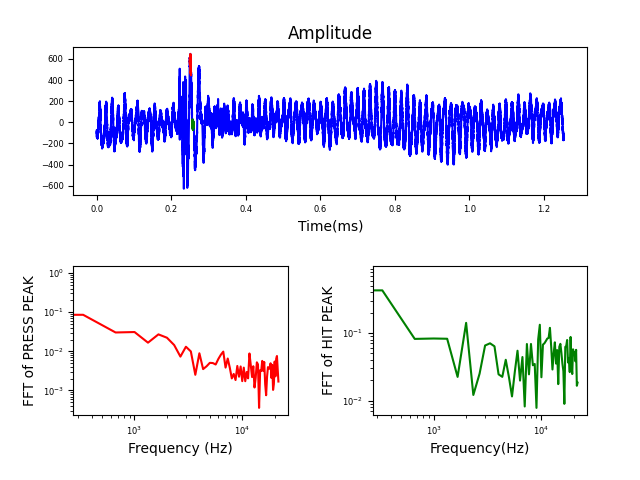 Amplitude
600
400
200
0
−200
−400
−600
0.0 0.2 0.4 0.6 0.8 1.0 1.2
Time(ms)
FFT of PRESS PEAK
10⁰
10⁻¹
10⁻²
10⁻³
10³ 10⁴
Frequency (Hz)
FFT of HIT PEAK
10⁻¹
10⁻²
10³ 10⁴
Frequency(Hz)